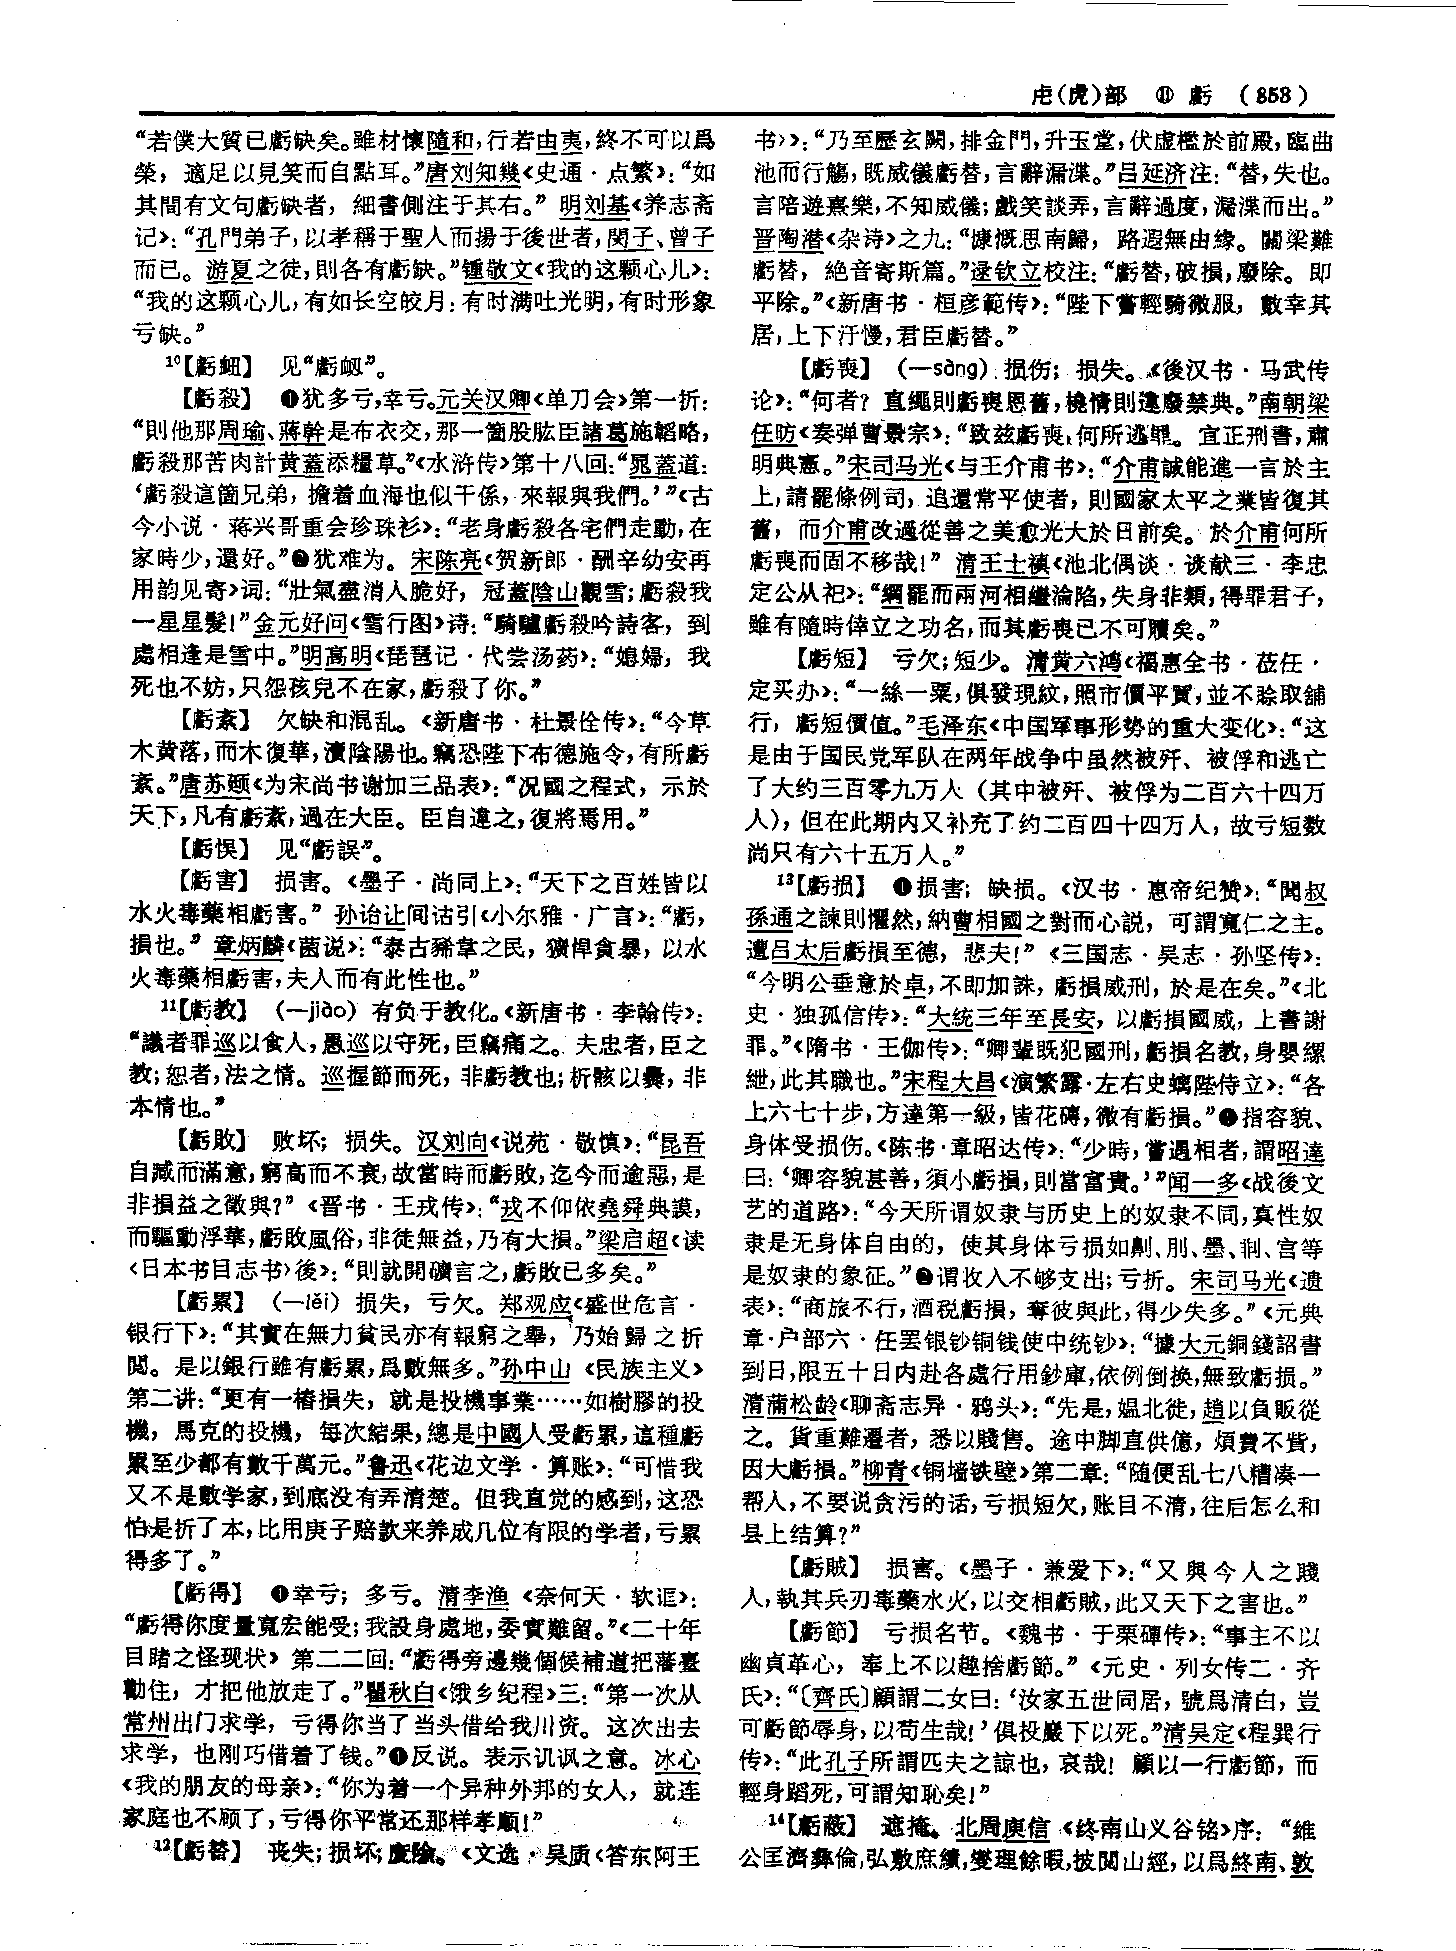 虍(虎)部 ⑪ 虧 (858)
“若僕大質已虧缺矣。雖材懷隨和,行若由夷,終不可以爲
榮,適足以見笑而自點耳。”唐刘知幾《史通·点繁》:“如
其間有文句虧缺者,細書側注于其右。” 明刘基《养志斋
记》:“孔門弟子,以孝稱于聖人而揚于後世者,閔子、曾子
而已。游夏之徒,則各有虧缺。”锺敬文《我的这颗心儿》:
“我的这颗心儿,有如长空皎月:有时满吐光明,有时形象
亏缺。”
¹⁰【虧衄】 见“虧衂”。
【虧殺】 ❶犹多亏,幸亏。元关汉卿《单刀会》第一折:
“則他那周瑜、蔣幹是布衣交,那一箇股肱臣諸葛施韜略,
虧殺那苦肉計黄蓋添糧草。”《水浒传》第十八回:“晁蓋道:
‘虧殺這箇兄弟,擔着血海也似干係,來報與我們。’”《古
今小说·蒋兴哥重会珍珠衫》:“老身虧殺各宅們走動,在
家時少,還好。”❷犹难为。宋陈亮《贺新郎·酬辛幼安再
用韵见寄》词:“壯氣盡消人脆好,冠蓋陰山觀雪;虧殺我
一星星髮!”金元好问《雪行图》诗:“騎驢虧殺吟詩客,到
處相逢是雪中。”明高明《琵琶记·代尝汤药》:“媳婦,我
死也不妨,只怨孩兒不在家,虧殺了你。”
【虧紊】 欠缺和混乱。《新唐书·杜景佺传》:“今草
木黄落,而木復華,瀆陰陽也。竊恐陛下布德施令,有所虧
紊。”唐苏颋《为宋尚书谢加三品表》:“况國之程式,示於
天下,凡有虧紊,過在大臣。臣自違之,復將焉用。”
【虧悮】 见“虧誤”。
【虧害】 损害。《墨子·尚同上》:“天下之百姓皆以
水火毒藥相虧害。” 孙诒让间诂引《小尔雅·广言》:“虧,
損也。” 章炳麟《菌说》:“泰古豨韋之民,獷悍貪暴,以水
火毒藥相虧害,夫人而有此性也。”
¹¹【虧教】 (—jiào) 有负于教化。《新唐书·李翰传》:
“議者罪巡以食人,愚巡以守死,臣竊痛之。夫忠者,臣之
教;恕者,法之情。巡握節而死,非虧教也;析骸以爨,非
本情也。”
【虧敗】 败坏;损失。汉刘向《说苑·敬慎》:“昆吾
自滅而滿意,窮高而不衰,故當時而虧敗,迄今而逾惡,是
非損益之徵與?” 《晋书·王戎传》:“戎不仰依堯舜典謨,
而驅動浮華,虧敗風俗,非徒無益,乃有大損。”梁启超《读
〈日本书目志书〉後》:“則就開礦言之,虧敗已多矣。”
【虧累】 (—lěi) 损失,亏欠。郑观应《盛世危言·
银行下》:“其實在無力貧民亦有報窮之舉,乃始歸之折
閲。是以銀行雖有虧累,爲數無多。”孙中山《民族主义》
第二讲:“更有一樁損失,就是投機事業……如樹膠的投
機,馬克的投機,每次結果,總是中國人受虧累,這種虧
累至少都有數千萬元。”鲁迅《花边文学·算账》:“可惜我
又不是數学家,到底没有弄清楚。但我直觉的感到,这恐
怕是折了本,比用庚子赔款来养成几位有限的学者,亏累
得多了。”
【虧得】 ❶幸亏;多亏。清李渔《奈何天·软诓》:
“虧得你度量寬宏能受;我設身處地,委實難留。”《二十年
目睹之怪现状》第二二回:“虧得旁邊幾個候補道把藩臺
勸住,才把他放走了。”瞿秋白《饿乡纪程》三:“第一次从
常州出门求学,亏得你当了当头借给我川资。这次出去
求学,也刚巧借着了钱。”❷反说。表示讥讽之意。冰心
《我的朋友的母亲》:“你为着一个异种外邦的女人,就连
家庭也不顾了,亏得你平常还那样孝顺!”
¹²【虧替】 丧失;损坏;废除。《文选·吴质〈答东阿王
书〉》:“乃至歷玄闕,排金門,升玉堂,伏虚檻於前殿,臨曲
池而行觴,既威儀虧替,言辭漏渫。”吕延济注:“替,失也。
言陪遊熹樂,不知威儀;戲笑談弄,言辭過度,漏渫而出。”
晋陶潜《杂诗》之九:“慷慨思南歸,路遐無由緣。關梁難
虧替,絶音寄斯篇。”逯钦立校注:“虧替,破損,廢除。即
平除。”《新唐书·桓彦範传》:“陛下嘗輕騎微服,數幸其
居,上下汙慢,君臣虧替。”
【虧喪】 (—sàng) 损伤;损失。《後汉书·马武传
论》:“何者?直繩則虧喪恩舊,橈情則違廢禁典。”南朝梁
任昉《奏弹曹景宗》:“致兹虧喪,何所逃罪。宜正刑書,肅
明典憲。”宋司马光《与王介甫书》:“介甫誠能進一言於主
上,請罷條例司,追還常平使者,則國家太平之業皆復其
舊,而介甫改過從善之美愈光大於日前矣。於介甫何所
虧喪而固不移哉!” 清王士禛《池北偶谈·谈献三·李忠
定公从祀》:“綱罷而兩河相繼淪陷,失身非類,得罪君子,
雖有隨時倖立之功名,而其虧喪已不可贖矣。”
【虧短】 亏欠;短少。清黄六鸿《福惠全书·莅任·
定买办》:“一絲一粟,俱發現紋,照市價平買,並不賒取舖
行,虧短價值。”毛泽东《中国军事形势的重大变化》:“这
是由于国民党军队在两年战争中虽然被歼、被俘和逃亡
了大约三百零九万人(其中被歼、被俘为二百六十四万
人),但在此期内又补充了约二百四十四万人,故亏短数
尚只有六十五万人。”
¹³【虧损】 ❶损害;缺损。《汉书·惠帝纪赞》:“聞叔
孫通之諫則懼然,納曹相國之對而心説,可謂寬仁之主。
遭吕太后虧損至德,悲夫!”《三国志·吴志·孙坚传》:
“今明公垂意於卓,不即加誅,虧損威刑,於是在矣。”《北
史·独孤信传》:“大统三年至長安,以虧損國威,上書謝
罪。”《隋书·王伽传》:“卿輩既犯國刑,虧損名教,身嬰縲
紲,此其職也。”宋程大昌《演繁露·左右史螭陛侍立》:“各
上六七十步,方達第一級,皆花磚,微有虧損。”❷指容貌、
身体受损伤。《陈书·章昭达传》:“少時,嘗遇相者,謂昭達
曰:‘卿容貌甚善,須小虧損,則當富貴。’”闻一多《战後文
艺的道路》:“今天所谓奴隶与历史上的奴隶不同,真性奴
隶是无身体自由的,使其身体亏损如劓、刖、墨、剕、宫等
是奴隶的象征。”❸谓收入不够支出;亏折。宋司马光《遗
表》:“商旅不行,酒税虧損,奪彼與此,得少失多。”《元典
章·户部六·任罢银钞铜钱使中统钞》:“據大元銅錢詔書
到日,限五十日内赴各處行用鈔庫,依例倒换,無致虧损。”
清蒲松龄《聊斋志异·鸦头》:“先是,媪北徙,趙以負販從
之。貨重難遷者,悉以賤售。途中脚直供億,煩費不貲,
因大虧損。”柳青《铜墙铁壁》第二章:“随便乱七八糟凑一
帮人,不要说贪污的话,亏损短欠,账目不清,往后怎么和
县上结算?”
【虧賊】 损害。《墨子·兼爱下》:“又與今人之賤
人,執其兵刃毒藥水火,以交相虧賊,此又天下之害也。”
【虧節】 亏损名节。《魏书·于栗磾传》:“事主不以
幽貞革心,奉上不以趣捨虧節。”《元史·列女传二·齐
氏》:“〔齊氏〕顧謂二女曰:‘汝家五世同居,號爲清白,豈
可虧節辱身,以苟生哉!’俱投巖下以死。”清吴定《程巽行
传》:“此孔子所謂匹夫之諒也,哀哉!顧以一行虧節,而
輕身蹈死,可謂知恥矣!”
¹⁴【虧蔽】 遮掩。北周庾信《终南山义谷铭》序:“維
公匡濟彝倫,弘敷庶績,燮理餘暇,披閲山經,以爲終南、敦